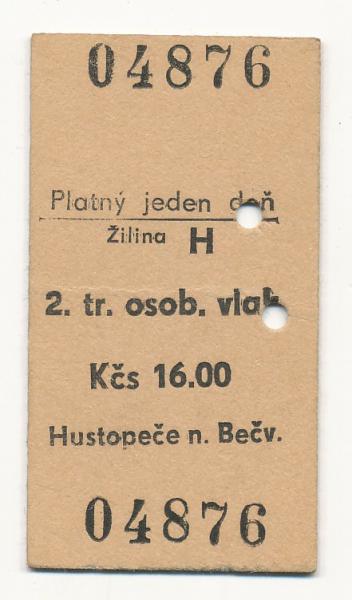 04876
Platný jeden deň
Žilina H
2. tr. osob. vlak
Kčs 16.00
Hustopeče n. Bečv.
04876